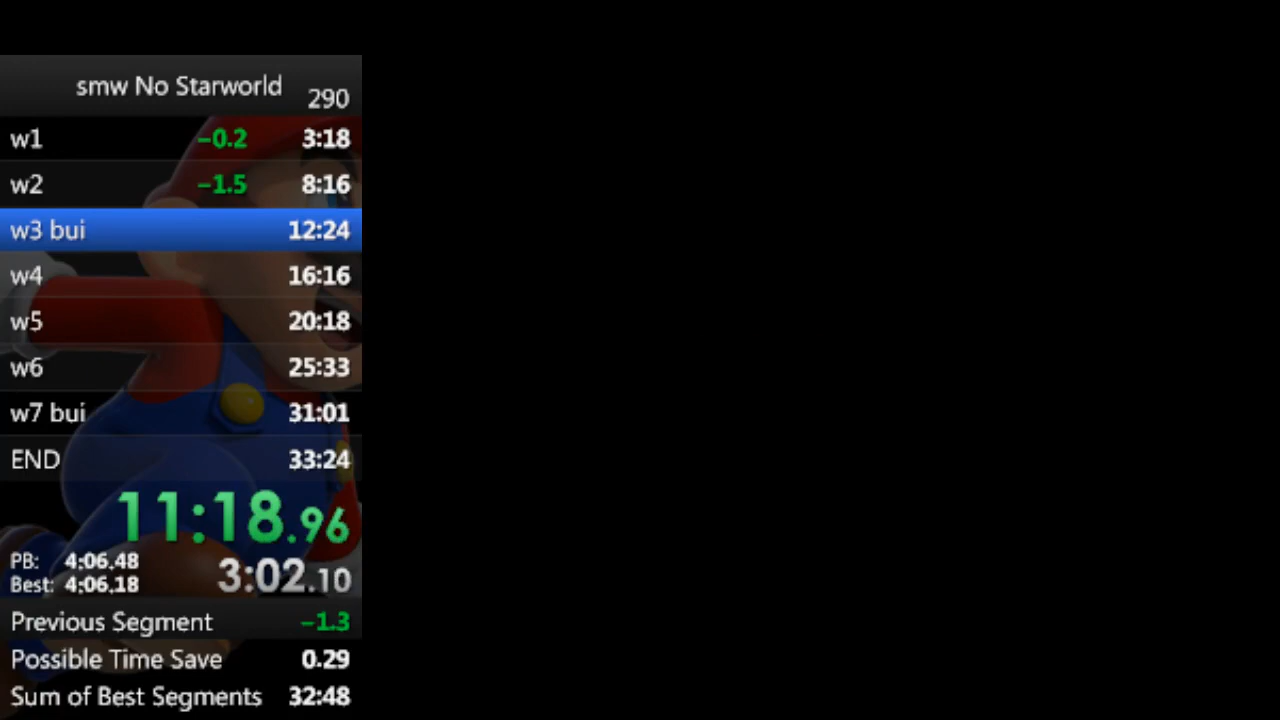 smw No Starworld 290
w1 −0.2 3:18
w2 −1.5 8:16
w3 bui 12:24
w4 16:16
w5 20:18
w6 25:33
w7 bui 31:01
END 33:24
11:18.96
PB: 4:06.48
Best: 4:06.18 3:02.10
Previous Segment −1.3
Possible Time Save 0.29
Sum of Best Segments 32:48